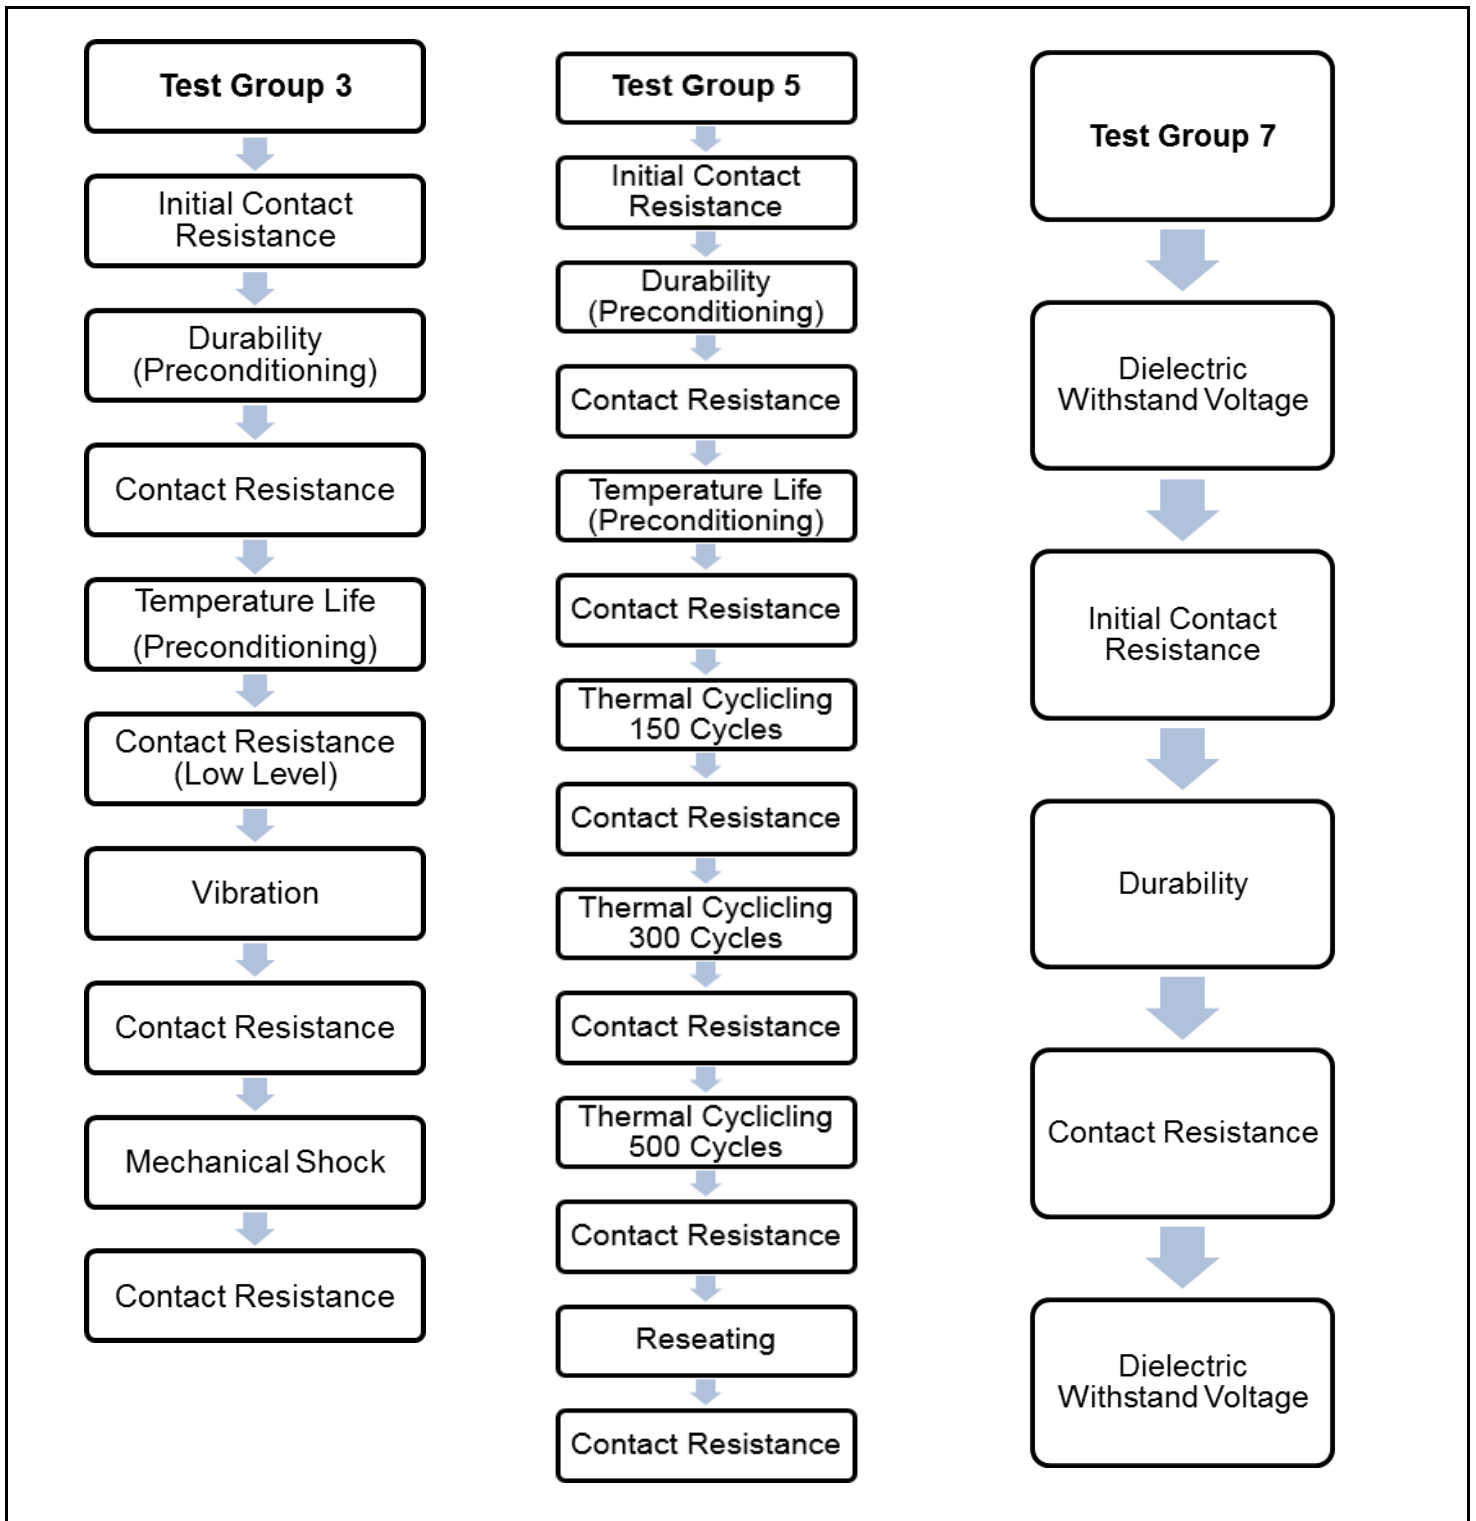 Test Group 3
Initial Contact
Resistance
Durability
(Preconditioning)
Contact Resistance
Temperature Life
(Preconditioning)
Contact Resistance
(Low Level)
Vibration
Contact Resistance
Mechanical Shock
Contact Resistance
Test Group 5
Initial Contact
Resistance
Durability
(Preconditioning)
Contact Resistance
Temperature Life
(Preconditioning)
Contact Resistance
Thermal Cyclicling
150 Cycles
Contact Resistance
Thermal Cyclicling
300 Cycles
Contact Resistance
Thermal Cyclicling
500 Cycles
Contact Resistance
Reseating
Contact Resistance
Test Group 7
Dielectric
Withstand Voltage
Initial Contact
Resistance
Durability
Contact Resistance
Dielectric
Withstand Voltage